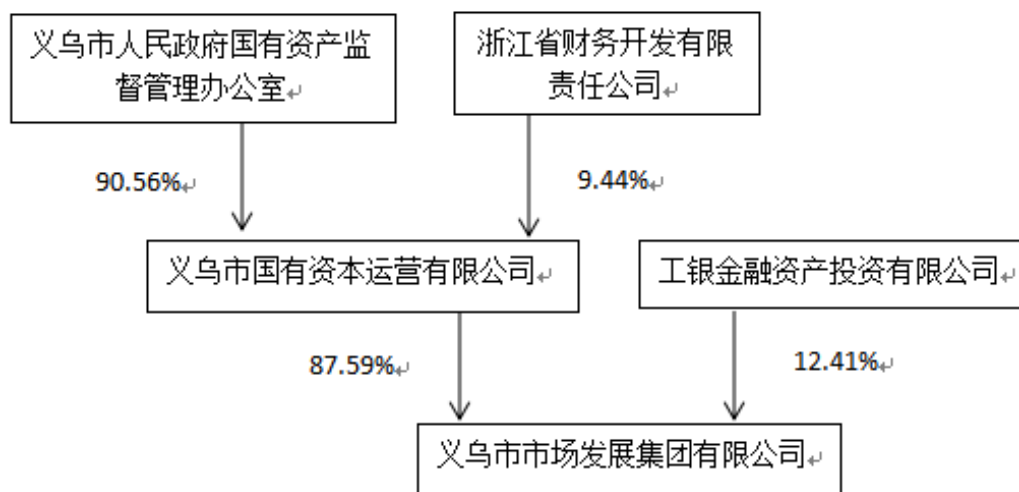 义乌市人民政府国有资产监
督管理办公室↵
浙江省财务开发有限
责任公司↵
90.56%↵
9.44%↵
义乌市国有资本运营有限公司↵
工银金融资产投资有限公司↵
87.59%↵
12.41%↵
义乌市市场发展集团有限公司↵